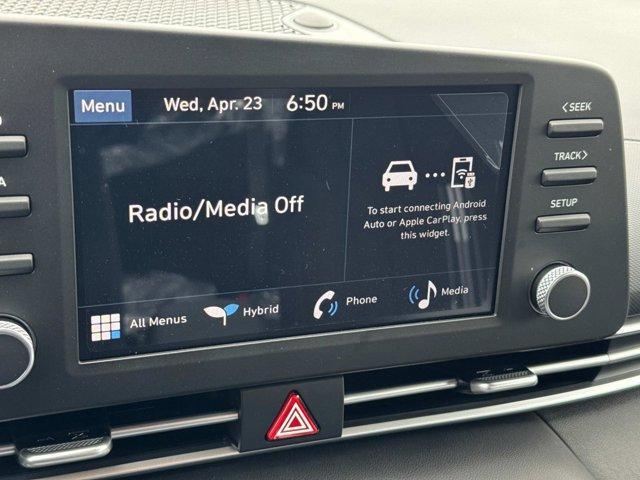 Menu Wed, Apr. 23 6:50 PM
<SEEK
TRACK>
SETUP
Radio/Media Off
To start connecting Android
Auto or Apple CarPlay, press
this widget.
All Menus Hybrid Phone Media